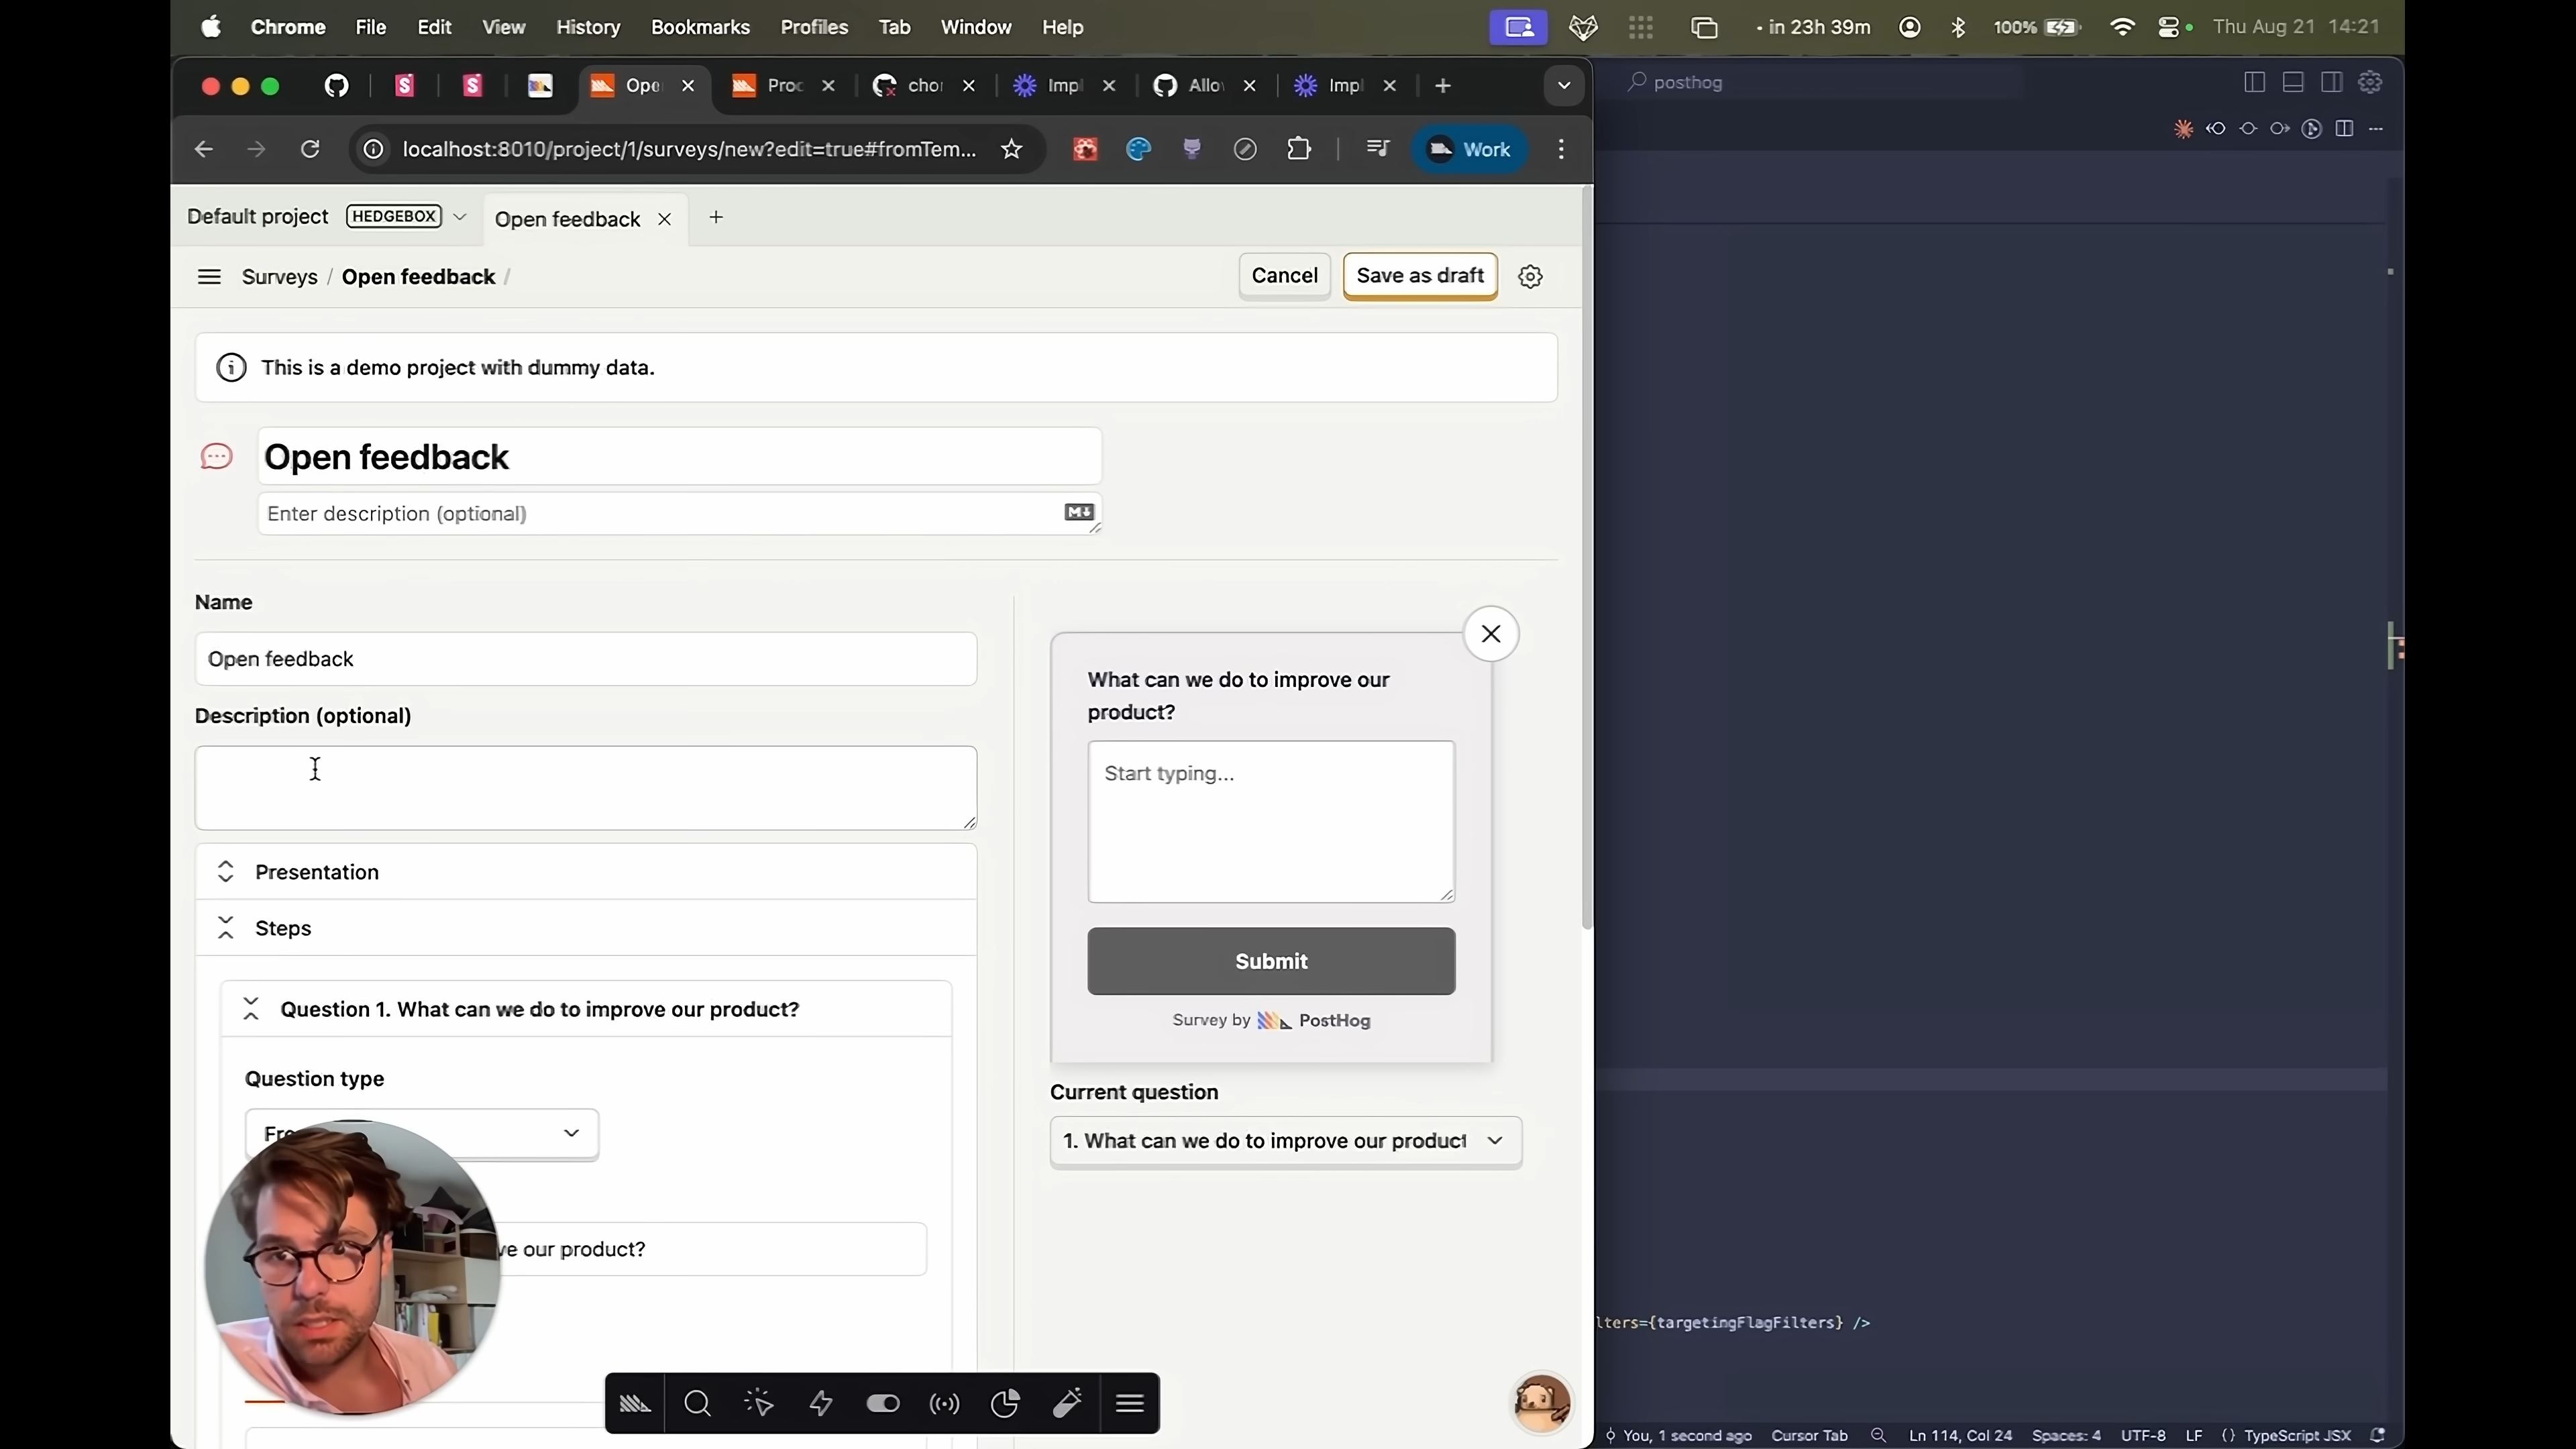 Chrome File Edit View History Bookmarks Profiles Tab Window Help
• in 23h 39m 100% Thu Aug 21 14:21
Ope Proc chor Impl Allo Impl
posthog
localhost:8010/project/1/surveys/new?edit=true#fromTem... Work
Default project HEDGEBOX Open feedback
Surveys / Open feedback / Cancel Save as draft
This is a demo project with dummy data.
Open feedback
Enter description (optional)
Name
Open feedback
Description (optional)
Presentation
Steps
Question 1. What can we do to improve our product?
Question type
Fre
ve our product?
What can we do to improve our
product?
Start typing...
Submit
Survey by PostHog
Current question
1. What can we do to improve our product
lters={targetingFlagFilters} />
You, 1 second ago Cursor Tab Ln 114, Col 24 Spaces: 4 UTF-8 LF {} TypeScript JSX